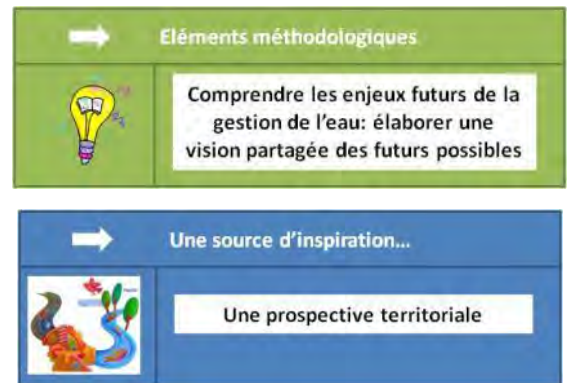 Eléments méthodologiques
Comprendre les enjeux futurs de la
gestion de l'eau: élaborer une
vision partagée des futurs possibles
Une source d'inspiration...
Une prospective territoriale